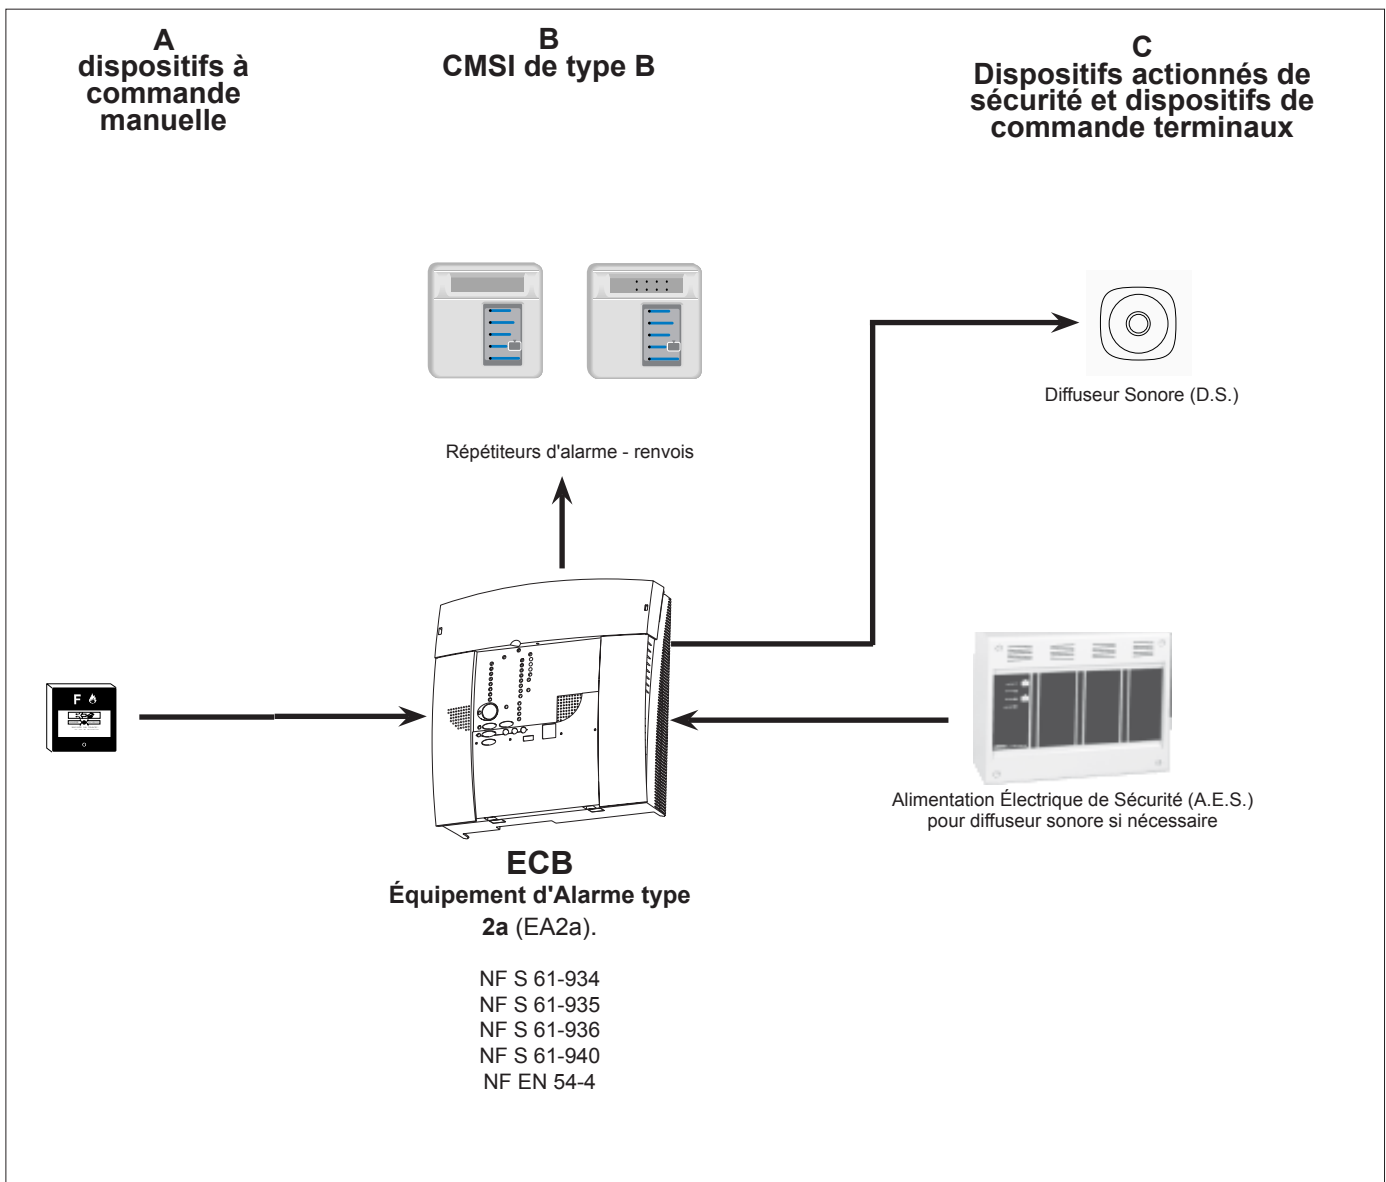 A
dispositifs à
commande
manuelle
B
CMSI de type B
C
Dispositifs actionnés de
sécurité et dispositifs de
commande terminaux
Diffuseur Sonore (D.S.)
Répétiteurs d'alarme - renvois
F
Alimentation Électrique de Sécurité (A.E.S.)
pour diffuseur sonore si nécessaire
ECB
Équipement d'Alarme type
2a (EA2a).
NF S 61-934
NF S 61-935
NF S 61-936
NF S 61-940
NF EN 54-4